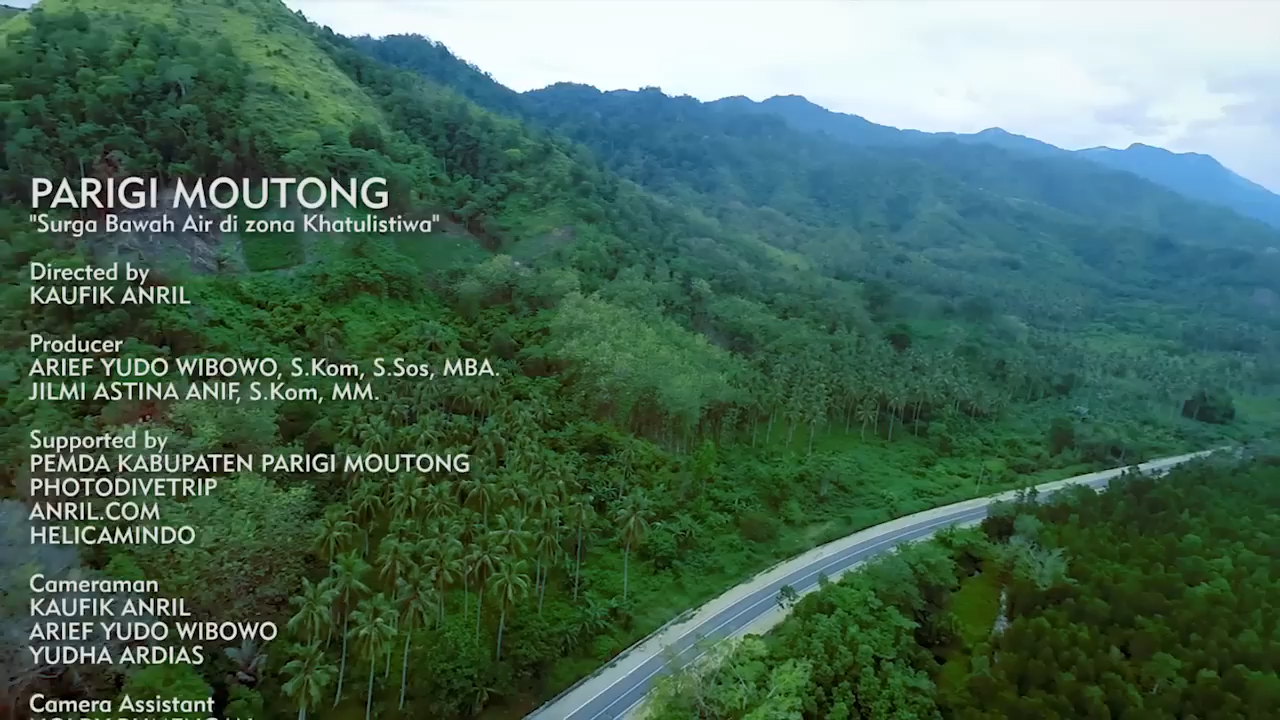 PARIGI MOUTONG
"Surga Bawah Air di zona Khatulistiwa"
Directed by
KAUFIK ANRIL
Producer
ARIEF YUDO WIBOWO, S.Kom, S.Sos, MBA.
JILMI ASTINA ANIF, S.Kom, MM.
Supported by
PEMDA KABUPATEN PARIGI MOUTONG
PHOTODIVETRIP
ANRIL.COM
HELICAMINDO
Cameraman
KAUFIK ANRIL
ARIEF YUDO WIBOWO
YUDHA ARDIAS
Camera Assistant